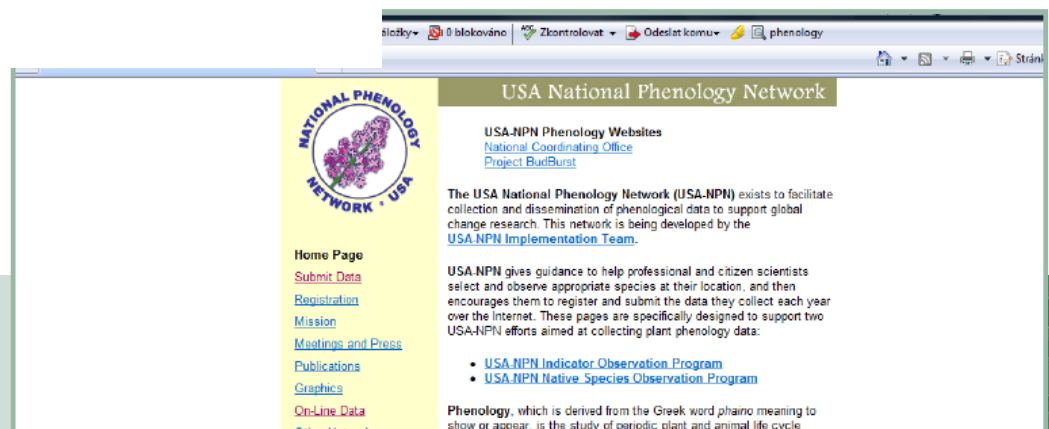 0 blokováno Zkontrolovat Odeslat komu phenology
Stránk
NATIONAL PHENOLOGY NETWORK · USA
USA National Phenology Network
USA-NPN Phenology Websites
National Coordinating Office
Project BudBurst
The USA National Phenology Network (USA-NPN) exists to facilitate
collection and dissemination of phenological data to support global
change research. This network is being developed by the
USA-NPN Implementation Team.
Home Page
Submit Data
Registration
Mission
Meetings and Press
Publications
Graphics
On-Line Data
USA-NPN gives guidance to help professional and citizen scientists
select and observe appropriate species at their location, and then
encourages them to register and submit the data they collect each year
over the Internet. These pages are specifically designed to support two
USA-NPN efforts aimed at collecting plant phenology data:
• USA-NPN Indicator Observation Program
• USA-NPN Native Species Observation Program
Phenology, which is derived from the Greek word phaino meaning to
show or appear, is the study of periodic plant and animal life cycle